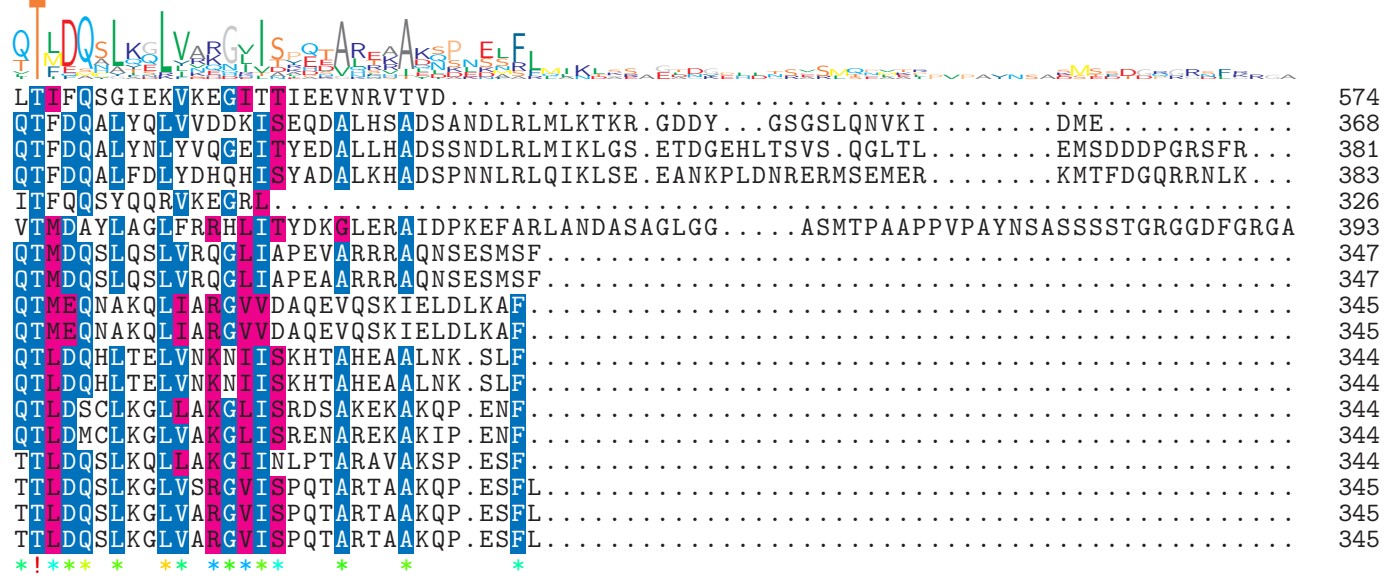 LTIFQSGIEKVKEGITTIEEVNRVTVD..................................................... 574
QTFDQALYQLVVDDKISEQDALHSADSANDLRLMLKTKR.GDDY...GSGSLQNVKI........DME............ 368
QTFDQALYNLYVQGEITYEDALLHADSSNDLRLMIKLGS.ETDGEHLTSVS.QGLTL........EMSDDDPGRSFR... 381
QTFDQALFDLYDHQHISYADALKHADSPNNLRLQIKLSE.EANKPLDNRERMSEMER........KMTFDGQRRNLK... 383
ITFQQSYQQRVKEGRL................................................................ 326
VTMDAYLAGLFRRHLITYDKGLERAIDPKEFARLANDASAGLGG.....ASMTPAAPPVPAYNSASSSSTGRGGDFGRGA 393
QTMDQSLQSLVRQGLIAPEVARRRAQNSESMSF............................................... 347
QTMDQSLQSLVRQGLIAPEAARRRAQNSESMSF............................................... 347
QTMEQNAKQLIARGVVDAQEVQSKIELDLKAF................................................ 345
QTMEQNAKQLIARGVVDAQEVQSKIELDLKAF................................................ 345
QTLDQHLTELVNKNIISKHTAHEAALNK.SLF................................................ 344
QTLDQHLTELVNKNIISKHTAHEAALNK.SLF................................................ 344
QTLDSCLKGLLAKGLISRDSAKEKAKQP.ENF................................................ 344
QTLDMCLKGLVAKGLISRENAREKAKIP.ENF................................................ 344
TTLDQSLKQLLAKGIINLPTARAVAKSP.ESF................................................ 344
TTLDQSLKGLVSRGVISPQTARTAAKQP.ESFL............................................... 345
TTLDQSLKGLVARGVISPQTARTAAKQP.ESFL............................................... 345
TTLDQSLKGLVARGVISPQTARTAAKQP.ESFL............................................... 345
*!*** *  ** *****   *   *      *